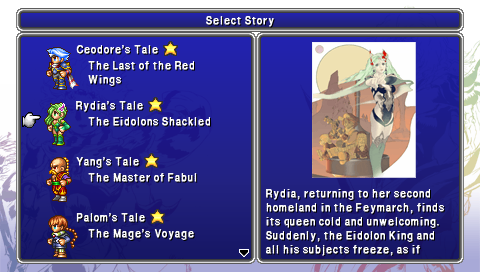 Select Story
Ceodore's Tale
The Last of the Red
Wings
Rydia's Tale
The Eidolons Shackled
Yang's Tale
The Master of Fabul
Palom's Tale
The Mage's Voyage
Rydia, returning to her second
homeland in the Feymarch, finds
its queen cold and unwelcoming.
Suddenly, the Eidolon King and
all his subjects freeze, as if